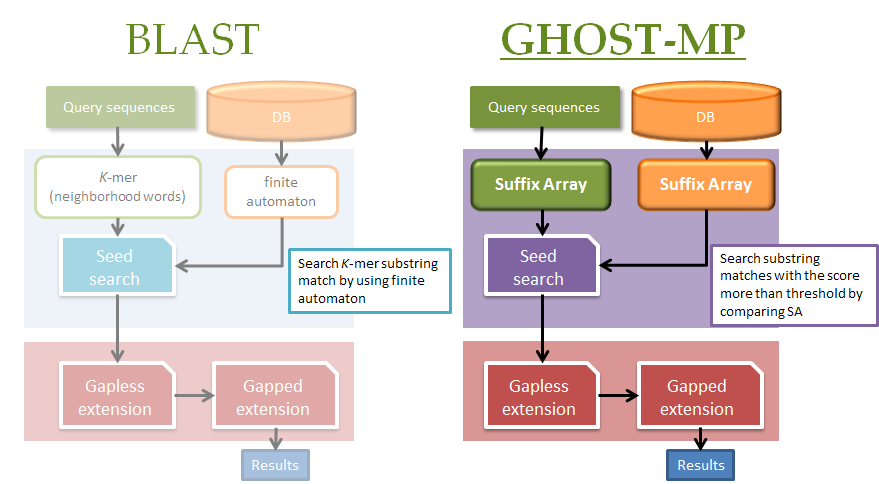 BLAST
Query sequences
DB
K-mer
(neighborhood words)
finite
automaton
Seed
search
Search K-mer substring
match by using finite
automaton
Gapless
extension
Gapped
extension
Results
GHOST-MP
Query sequences
DB
Suffix Array
Suffix Array
Seed
search
Search substring
matches with the score
more than threshold by
comparing SA
Gapless
extension
Gapped
extension
Results